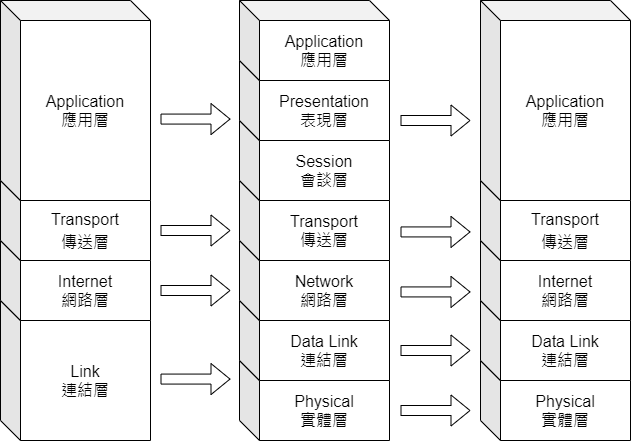 Application
應用層
Transport
傳送層
Internet
網路層
Link
連結層
Application
應用層
Presentation
表現層
Session
會談層
Transport
傳送層
Network
網路層
Data Link
連結層
Physical
實體層
Application
應用層
Transport
傳送層
Internet
網路層
Data Link
連結層
Physical
實體層